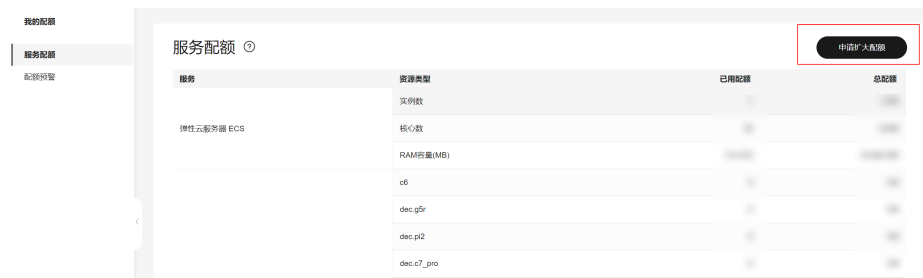 我的配额
服务配额
配额预警
服务配额
申请扩大配额
服务 资源类型 已用配额 总配额
实例数
弹性云服务器 ECS 核心数
RAM容量(MB)
c6
dec.g5r
dec.pi2
dec.c7_pro